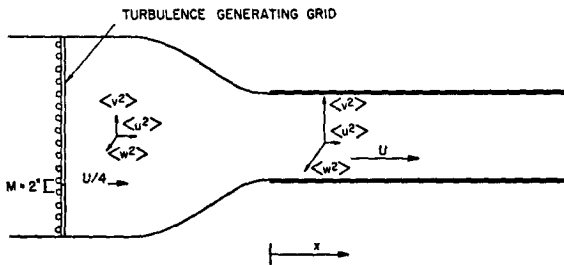 TURBULENCE GENERATING GRID
<v²>
<u²>
<w²>
M = 2"
U/4
<v²>
<u²>
<w²>
U
x